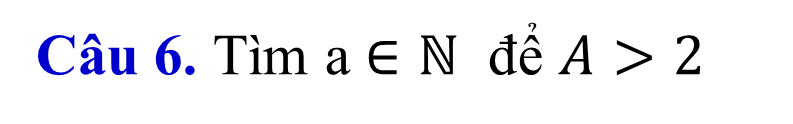 Câu 6. Tìm a ∈ ℕ để A > 2